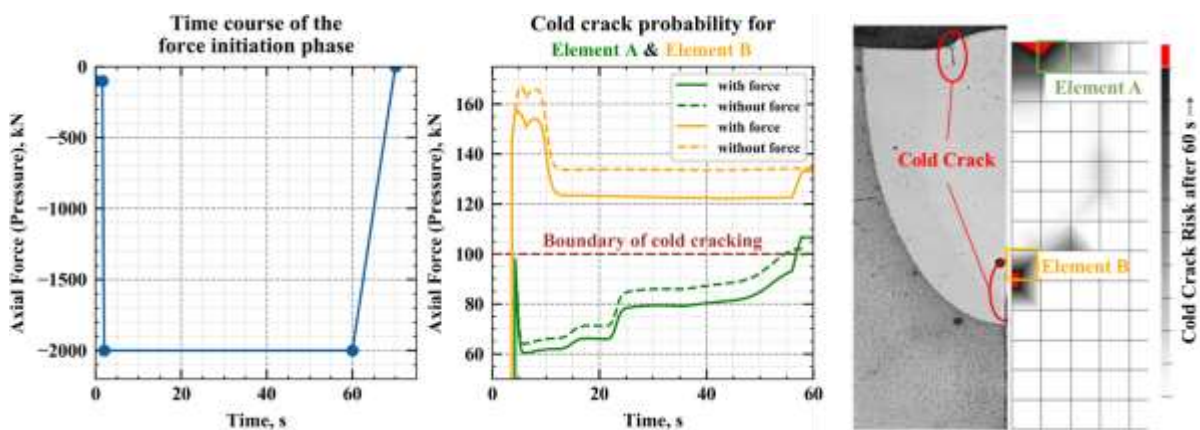 Time course of the
force initiation phase
Axial Force (Pressure), kN
0
−500
−1000
−1500
−2000
0
20
40
60
Time, s
Cold crack probability for
Element A & Element B
Axial Force (Pressure), kN
160
140
120
100
80
60
with force
without force
with force
without force
Boundary of cold cracking
0
10
20
30
40
50
60
Time, s
Cold Crack
Element A
Element B
Cold Crack Risk after 60 s →